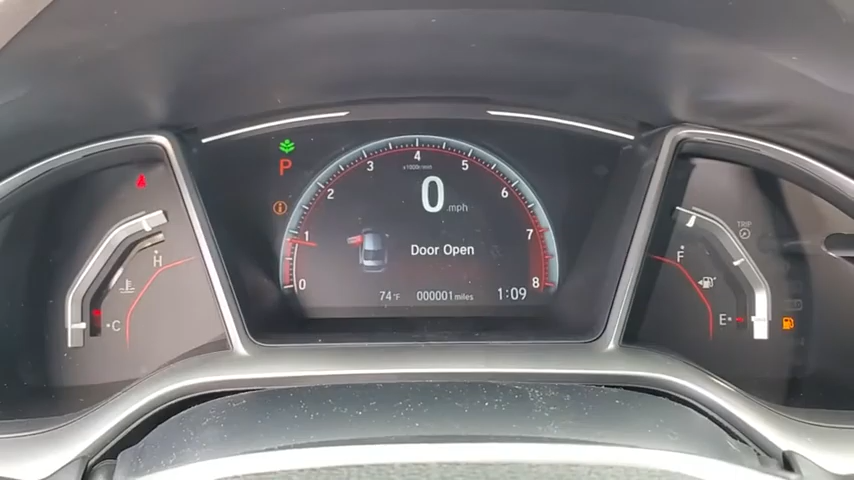 P
4
x1000r/min
3
5
2
6
1
7
0
8
0 mph
Door Open
74°F
000001 miles
1:09
H
C
TRIP
F
E